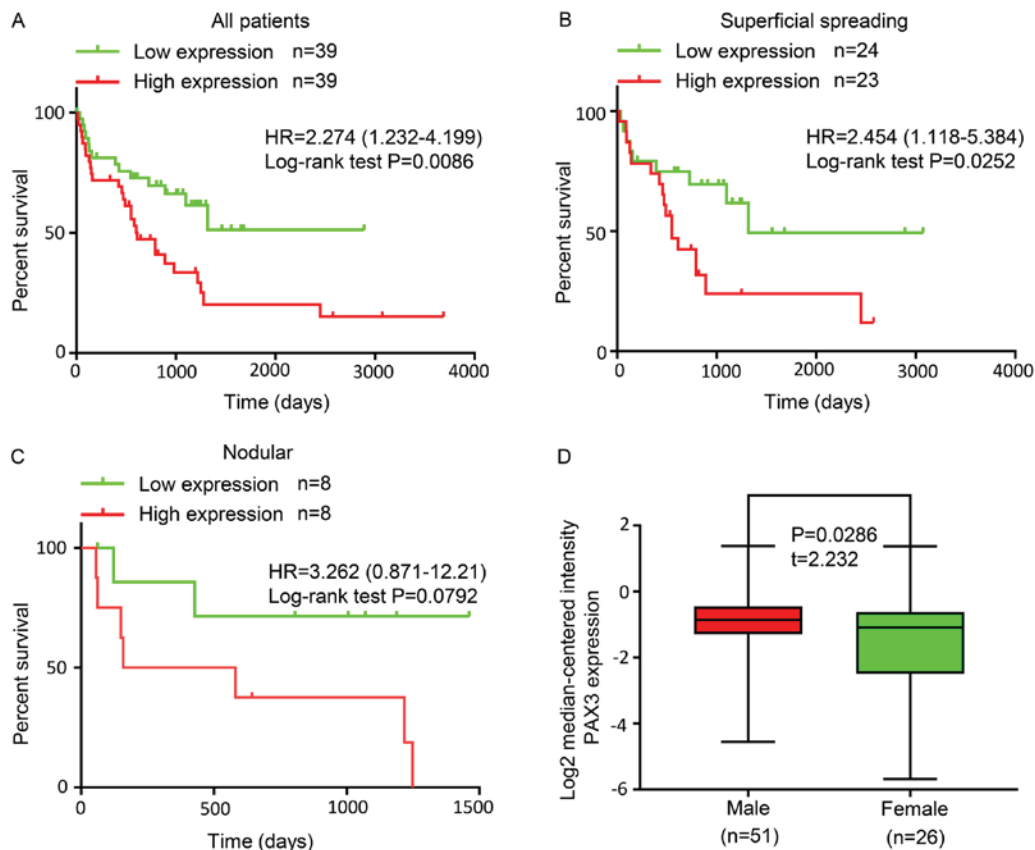 A
All patients
Low expression n=39
High expression n=39
HR=2.274 (1.232-4.199)
Log-rank test P=0.0086
Percent survival
100
50
0
0 1000 2000 3000 4000
Time (days)
B
Superficial spreading
Low expression n=24
High expression n=23
HR=2.454 (1.118-5.384)
Log-rank test P=0.0252
Percent survival
100
50
0
0 1000 2000 3000 4000
Time (days)
C
Nodular
Low expression n=8
High expression n=8
HR=3.262 (0.871-12.21)
Log-rank test P=0.0792
Percent survival
100
50
0
0 500 1000 1500
Time (days)
D
P=0.0286
t=2.232
Log2 median-centered intensity
PAX3 expression
2
-0
-2
-4
-6
Male Female
(n=51) (n=26)